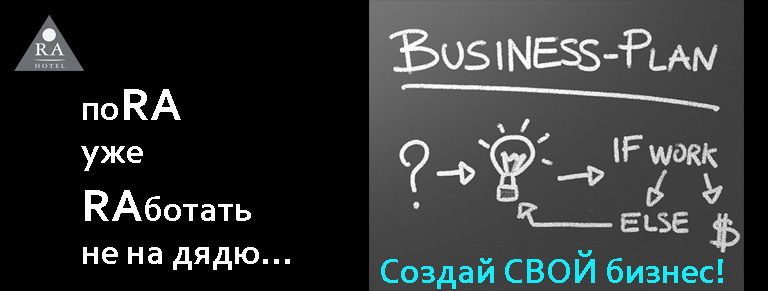 RA
HOTEL
поRA
уже
RAботать
не на дядю...
BUSINESS-PLAN
? IF WORK
ELSE $
Создай СВОЙ бизнес!